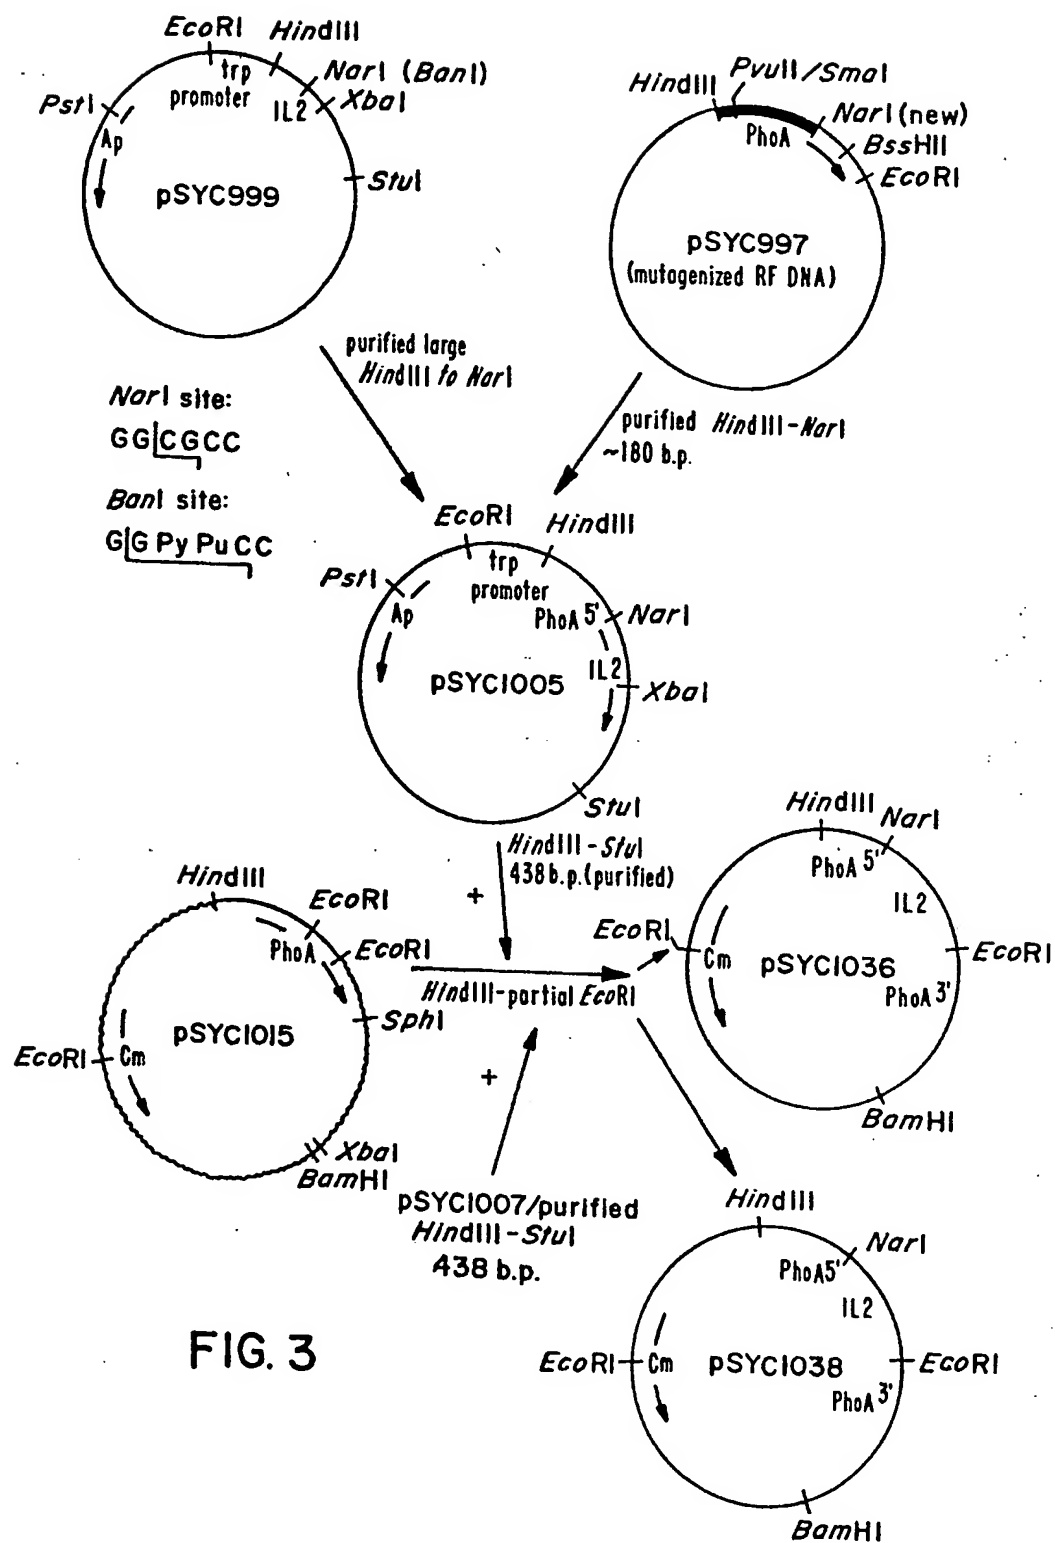 EcoRI HindIII
NarI (BanI)
XbaI
PstI
trp
promoter
IL2
Ap
StuI
pSYC999
PvuII/SmaI
HindIII
NarI (new)
PhoA
BssHII
EcoRI
pSYC997
(mutagenized RF DNA)
purified large
HindIII to NarI
purified HindIII-NarI
~180 b.p.
NarI site:
GGCGCC
BanI site:
GG Py Pu CC
EcoRI HindIII
PstI
trp
promoter
Ap
PhoA 5'
NarI
IL2
XbaI
pSYC1005
StuI
HindIII-StuI
438 b.p. (purified)
+
HindIII
EcoRI
PhoA
EcoRI
SphI
pSYC1015
EcoRI
Cm
XbaI
BamHI
HindIII-partial EcoRI
HindIII
NarI
PhoA 5'
IL2
EcoRI
Cm
pSYC1036
EcoRI
PhoA 3'
BamHI
+
pSYC1007/purified
HindIII-StuI
438 b.p.
HindIII
NarI
PhoA5'
IL2
EcoRI
Cm
pSYC1038
EcoRI
PhoA 3'
BamHI
FIG. 3